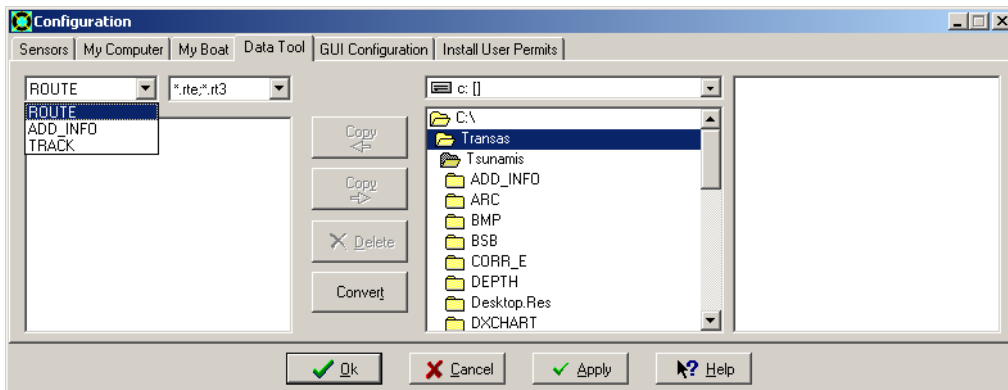 Configuration
Sensors My Computer My Boat Data Tool GUI Configuration Install User Permits
ROUTE *.rte;*.rt3 c: []
ROUTE
ADD_INFO
TRACK
Copy
Copy
Delete
Convert
C:\
Transas
Tsunamis
ADD_INFO
ARC
BMP
BSB
CORR_E
DEPTH
Desktop.Res
DXCHART
Ok Cancel Apply Help